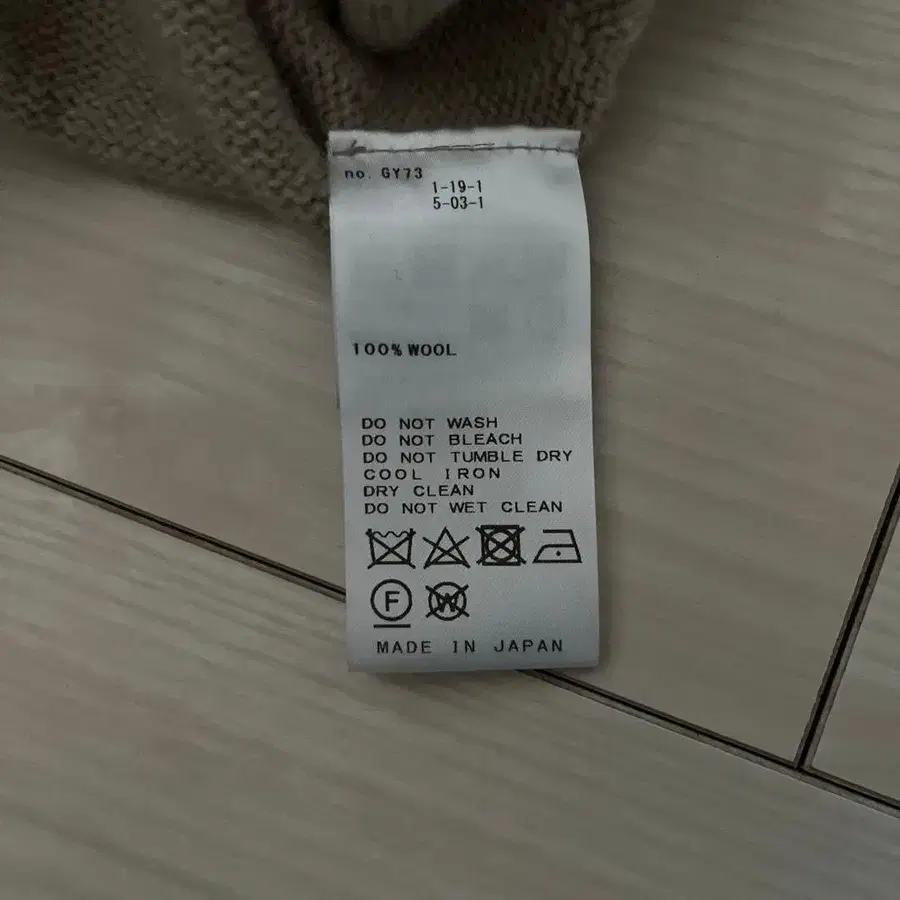 no. GY73
1-19-1
5-03-1
100% WOOL
DO NOT WASH
DO NOT BLEACH
DO NOT TUMBLE DRY
COOL IRON
DRY CLEAN
DO NOT WET CLEAN
F W
MADE IN JAPAN